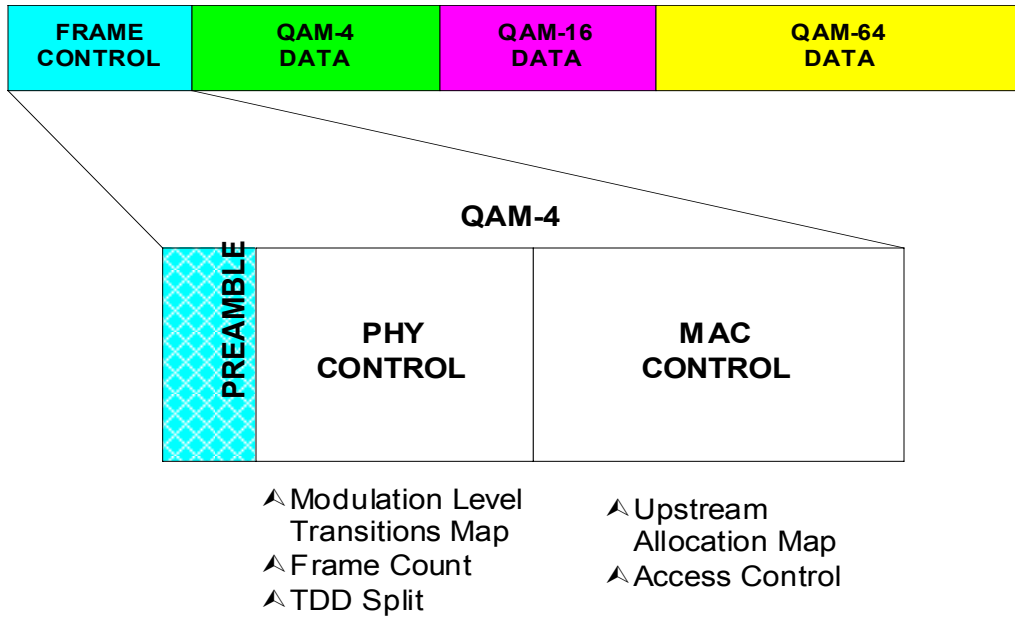 FRAME
CONTROL
QAM-4
DATA
QAM-16
DATA
QAM-64
DATA
QAM-4
PREAMBLE
PHY
CONTROL
MAC
CONTROL
Modulation Level
Transitions Map
Frame Count
TDD Split
Upstream
Allocation Map
Access Control